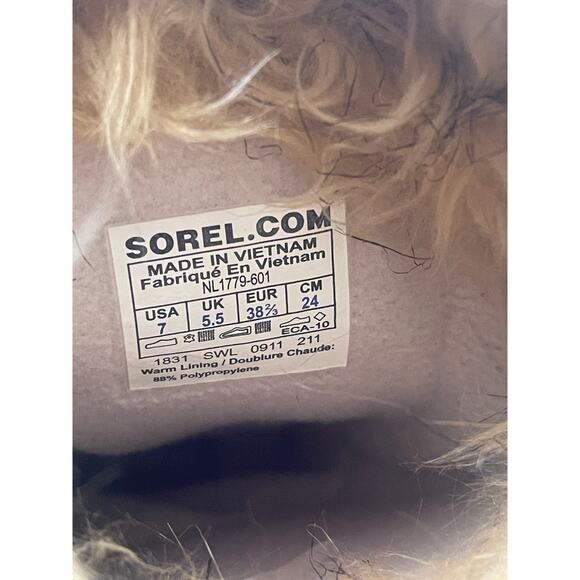 SOREL.COM
MADE IN VIETNAM
Fabriqué En Vietnam
NL1779-601
USA UK EUR CM
7 5.5 38⅔ 24
ECA-10
1831 SWL 0911 211
Warm Lining / Doublure Chaude:
88% Polypropylene